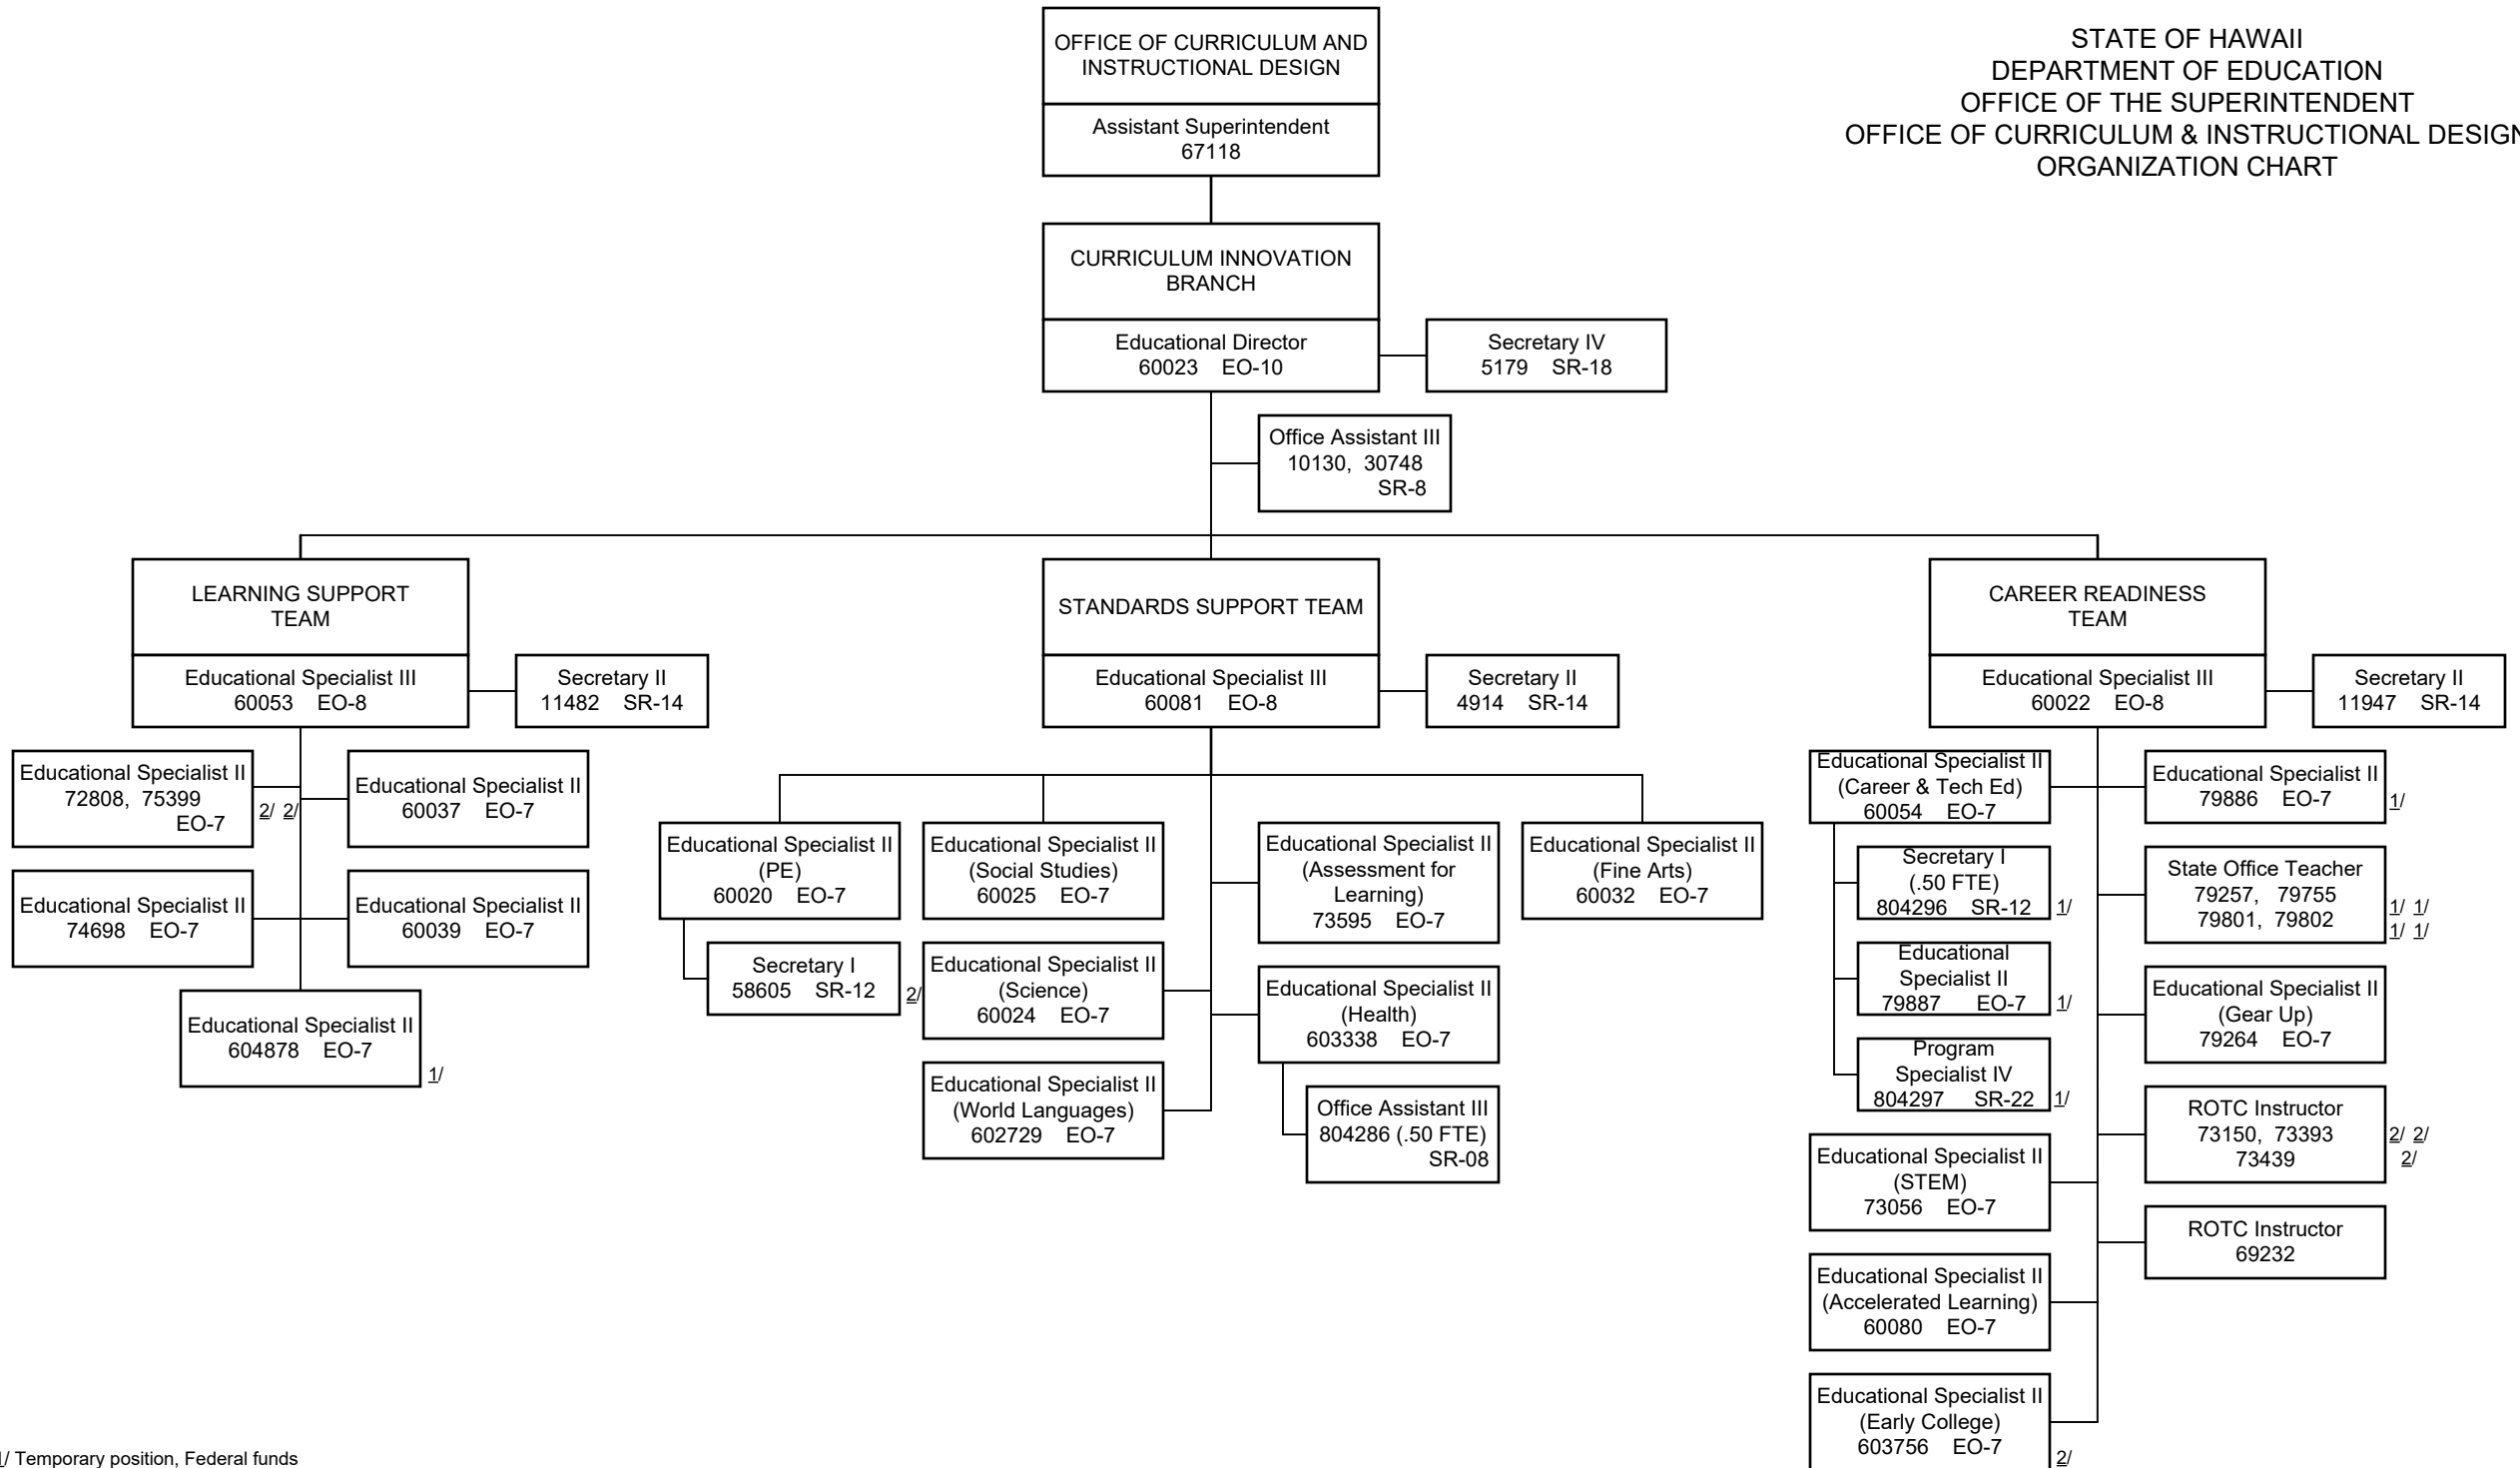 OFFICE OF CURRICULUM AND
INSTRUCTIONAL DESIGN
Assistant Superintendent
67118
STATE OF HAWAII
DEPARTMENT OF EDUCATION
OFFICE OF THE SUPERINTENDENT
OFFICE OF CURRICULUM & INSTRUCTIONAL DESIGN
ORGANIZATION CHART
CURRICULUM INNOVATION
BRANCH
Educational Director
60023 EO-10
Secretary IV
5179 SR-18
Office Assistant III
10130, 30748
SR-8
LEARNING SUPPORT
TEAM
Educational Specialist III
60053 EO-8
Secretary II
11482 SR-14
Educational Specialist II
72808, 75399
EO-7
2/ 2/
Educational Specialist II
60037 EO-7
Educational Specialist II
74698 EO-7
Educational Specialist II
60039 EO-7
Educational Specialist II
604878 EO-7
1/
STANDARDS SUPPORT TEAM
Educational Specialist III
60081 EO-8
Secretary II
4914 SR-14
Educational Specialist II
(PE)
60020 EO-7
Secretary I
58605 SR-12
2/
Educational Specialist II
(Social Studies)
60025 EO-7
Educational Specialist II
(Science)
60024 EO-7
Educational Specialist II
(World Languages)
602729 EO-7
Educational Specialist II
(Assessment for
Learning)
73595 EO-7
Educational Specialist II
(Health)
603338 EO-7
Office Assistant III
804286 (.50 FTE)
SR-08
Educational Specialist II
(Fine Arts)
60032 EO-7
CAREER READINESS
TEAM
Educational Specialist III
60022 EO-8
Secretary II
11947 SR-14
Educational Specialist II
(Career & Tech Ed)
60054 EO-7
Secretary I
(.50 FTE)
804296 SR-12
1/
Educational
Specialist II
79887 EO-7
1/
Program
Specialist IV
804297 SR-22
1/
Educational Specialist II
(STEM)
73056 EO-7
Educational Specialist II
(Accelerated Learning)
60080 EO-7
Educational Specialist II
(Early College)
603756 EO-7
2/
Educational Specialist II
79886 EO-7
1/
State Office Teacher
79257, 79755
79801, 79802
1/ 1/
1/ 1/
Educational Specialist II
(Gear Up)
79264 EO-7
ROTC Instructor
73150, 73393
73439
2/ 2/
2/
ROTC Instructor
69232
1/ Temporary position, Federal funds